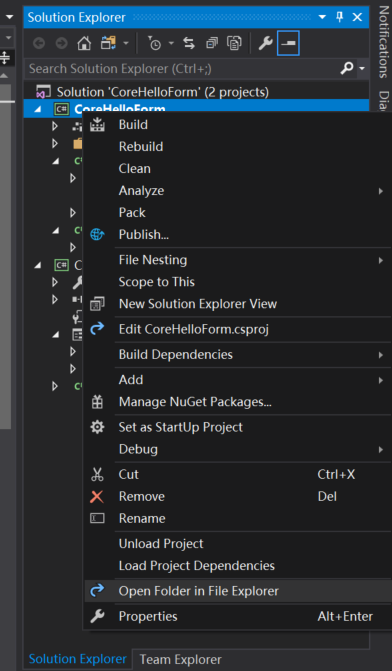 Solution Explorer
Search Solution Explorer (Ctrl+;)
Solution 'CoreHelloForm' (2 projects)
C# CoreHelloForm
Build
Rebuild
Clean
Analyze
Pack
Publish...
File Nesting
C#
Scope to This
New Solution Explorer View
Edit CoreHelloForm.csproj
Build Dependencies
Add
Manage NuGet Packages...
Set as StartUp Project
Debug
Cut Ctrl+X
Remove Del
Rename
Unload Project
Load Project Dependencies
Open Folder in File Explorer
Properties Alt+Enter
Solution Explorer Team Explorer
Notifications